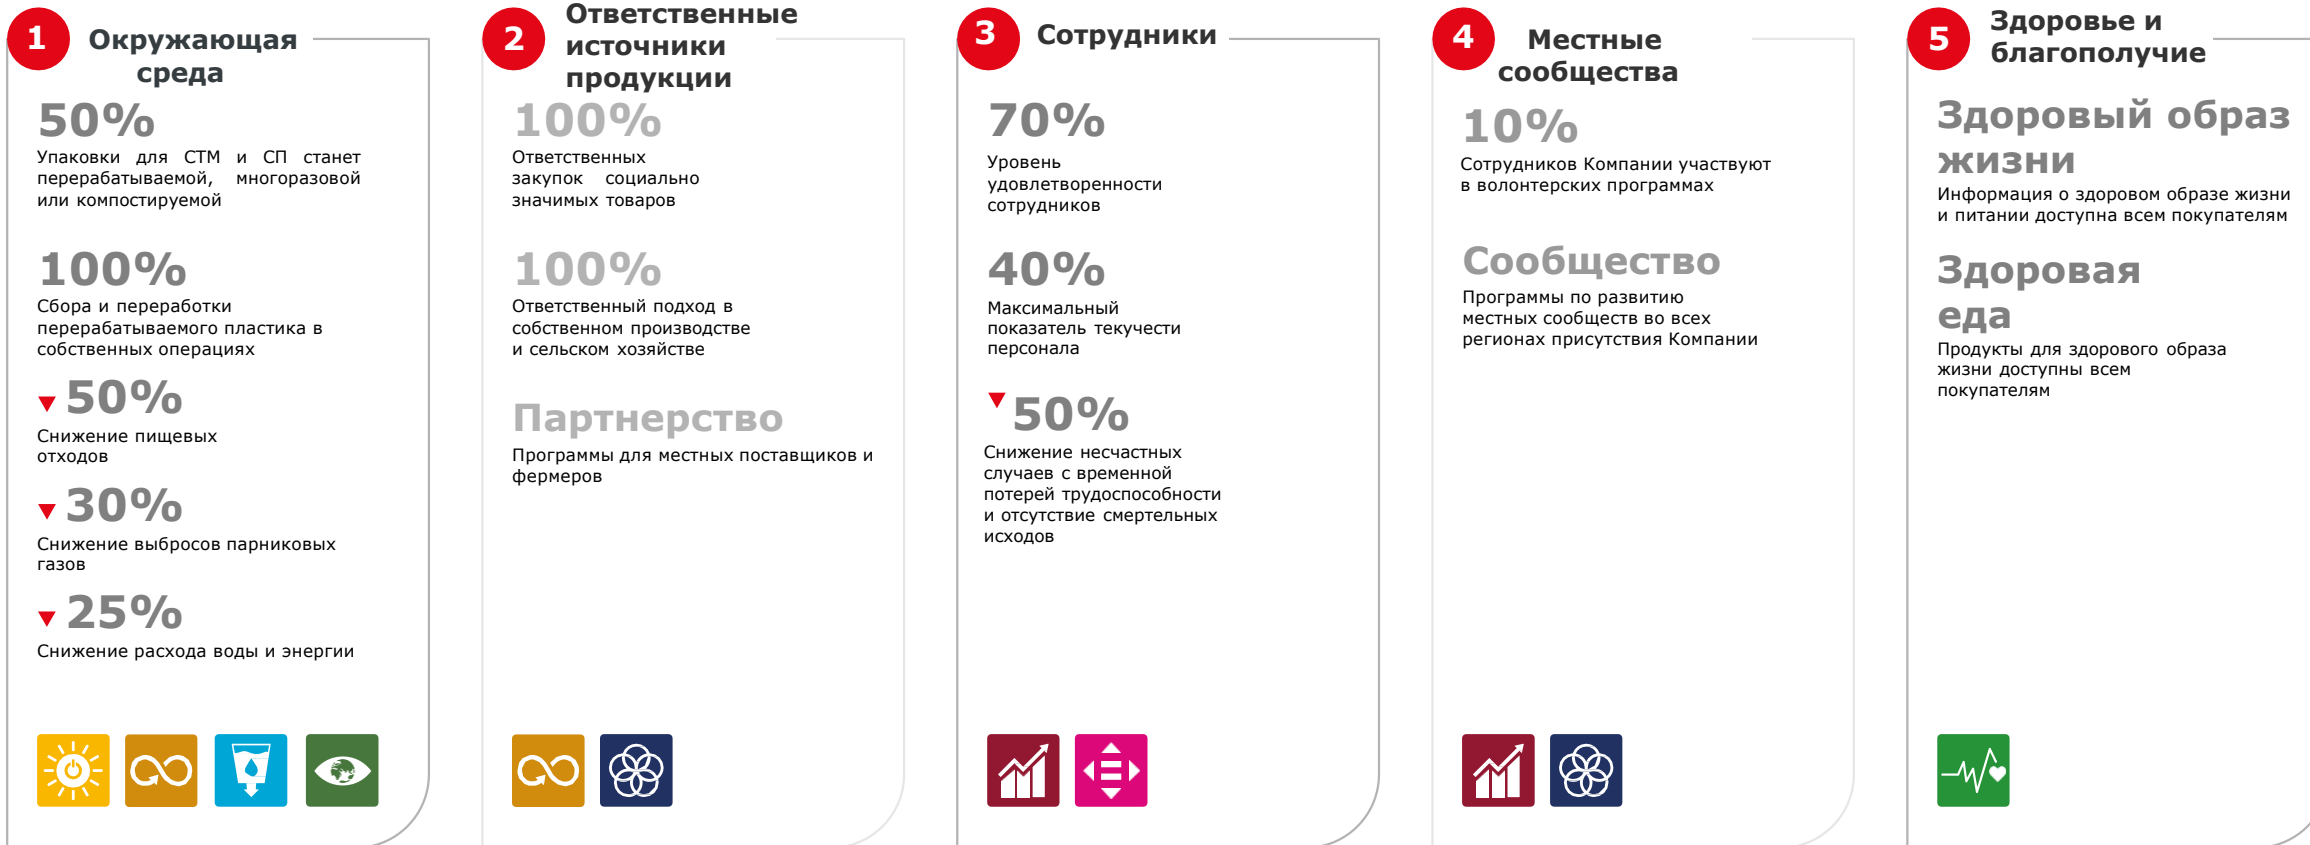 1
Окружающая
среда
50%
Упаковки для СТМ и СП станет
перерабатываемой, многоразовой
или компостируемой
100%
Сбора и переработки
перерабатываемого пластика в
собственных операциях
50%
Снижение пищевых
отходов
30%
Снижение выбросов парниковых
газов
25%
Снижение расхода воды и энергии
2
Ответственные
источники
продукции
100%
Ответственных
закупок социально
значимых товаров
100%
Ответственный подход в
собственном производстве
и сельском хозяйстве
Партнерство
Программы для местных поставщиков и
фермеров
3
Сотрудники
70%
Уровень
удовлетворенности
сотрудников
40%
Максимальный
показатель текучести
персонала
50%
Снижение несчастных
случаев с временной
потерей трудоспособности
и отсутствие смертельных
исходов
4
Местные
сообщества
10%
Сотрудников Компании участвуют
в волонтерских программах
Сообщество
Программы по развитию
местных сообществ во всех
регионах присутствия Компании
5
Здоровье и
благополучие
Здоровый образ
жизни
Информация о здоровом образе жизни
и питании доступна всем покупателям
Здоровая
еда
Продукты для здорового образа
жизни доступны всем
покупателям